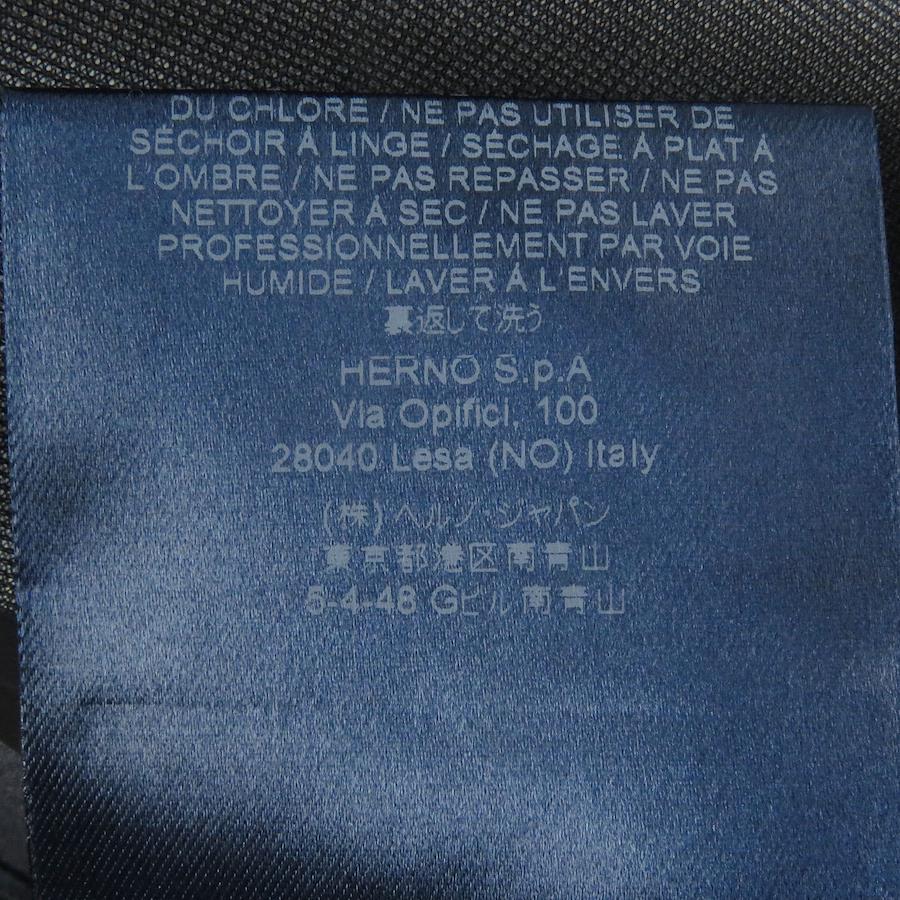 DU CHLORE / NE PAS UTILISER DE
SÉCHOIR À LINGE / SÉCHAGE À PLAT À
L'OMBRE / NE PAS REPASSER / NE PAS
NETTOYER À SEC / NE PAS LAVER
PROFESSIONNELLEMENT PAR VOIE
HUMIDE / LAVER À L'ENVERS
裏返して洗う
HERNO S.p.A
Via Opifici, 100
28040 Lesa (NO) Italy
(株)ヘルノ・ジャパン
東京都港区南青山
5-4-48 Gビル南青山